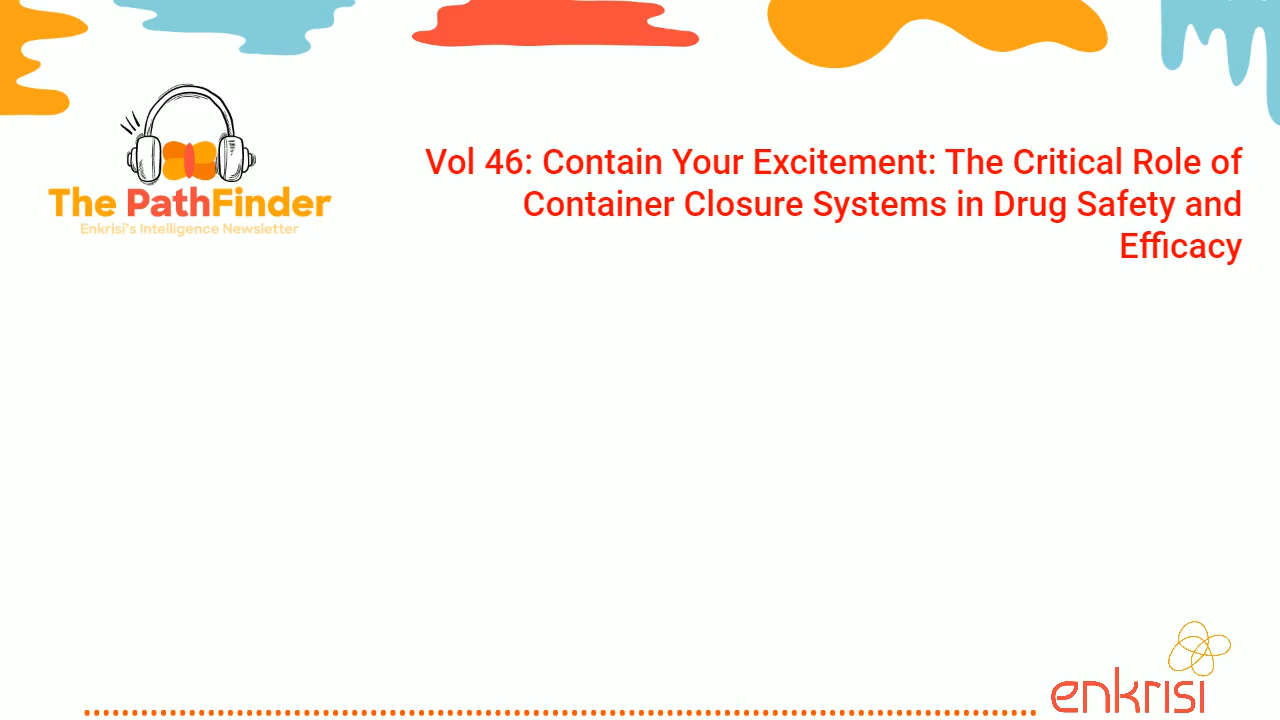 Vol 46: Contain Your Excitement: The Critical Role of
Container Closure Systems in Drug Safety and
Efficacy
The PathFinder
Enkrisi's Intelligence Newsletter
enkrisi